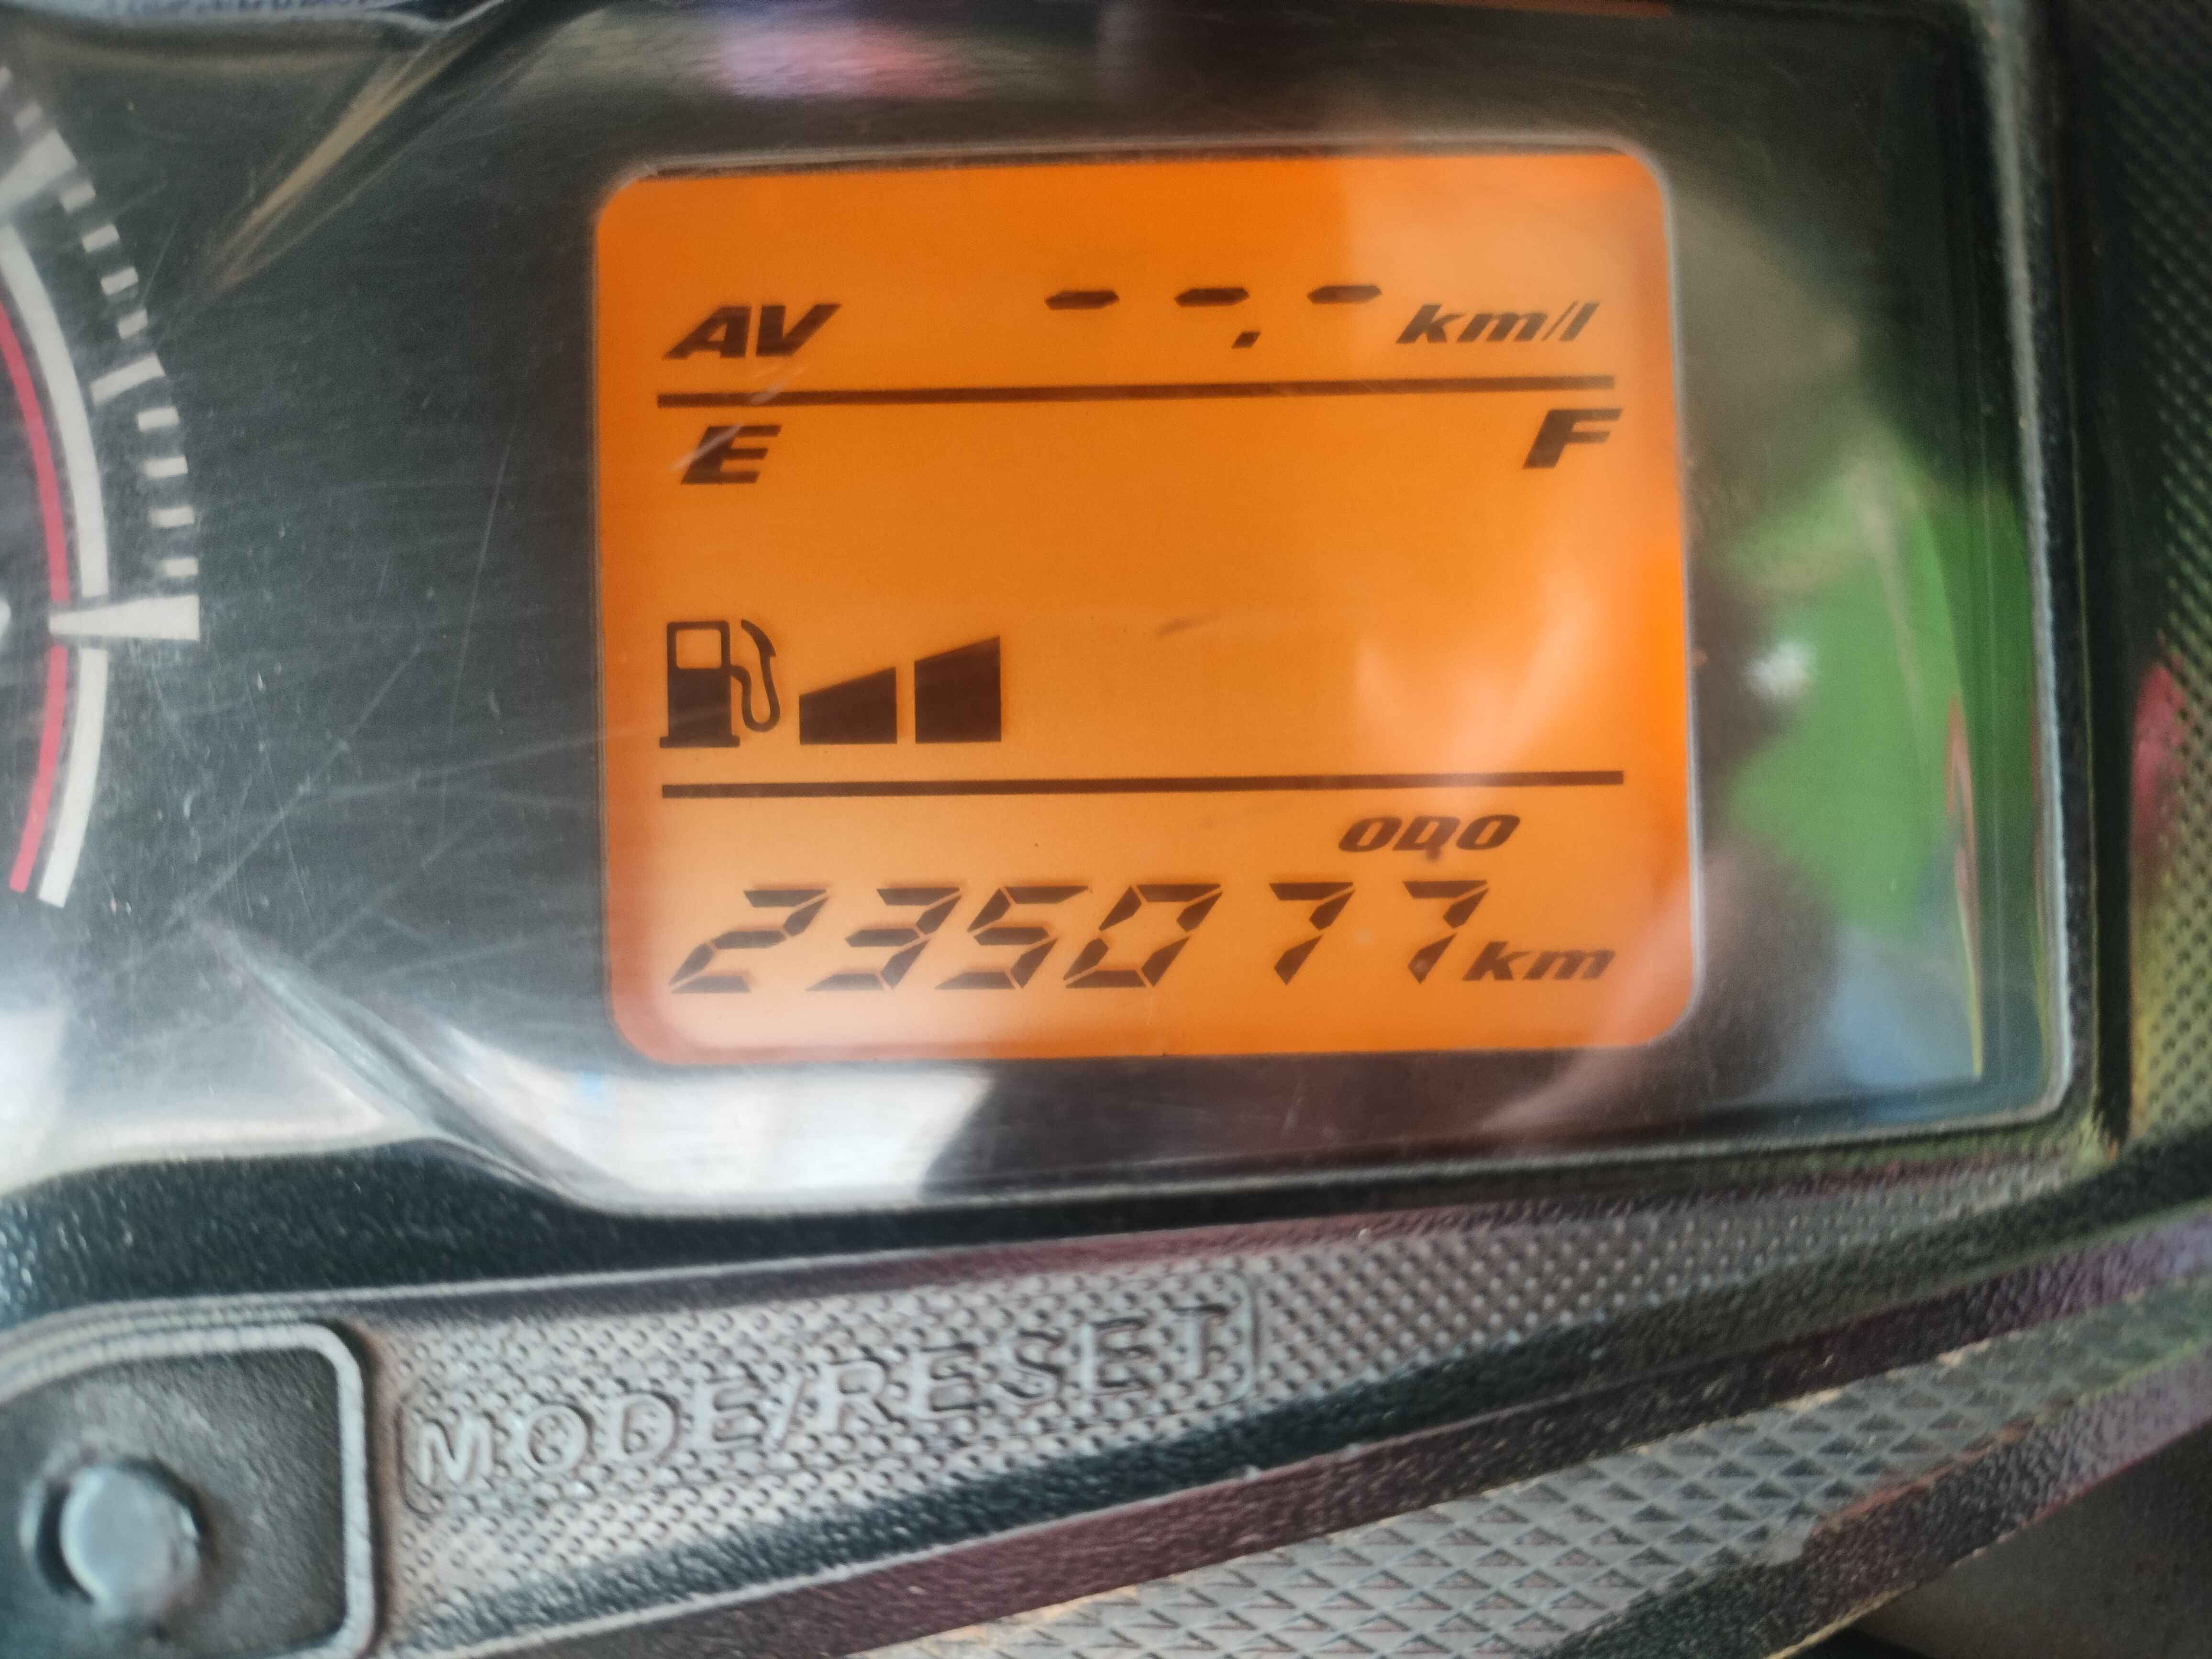 AV --.- km/l
E F
ODO
235077 km
MODE/RESET